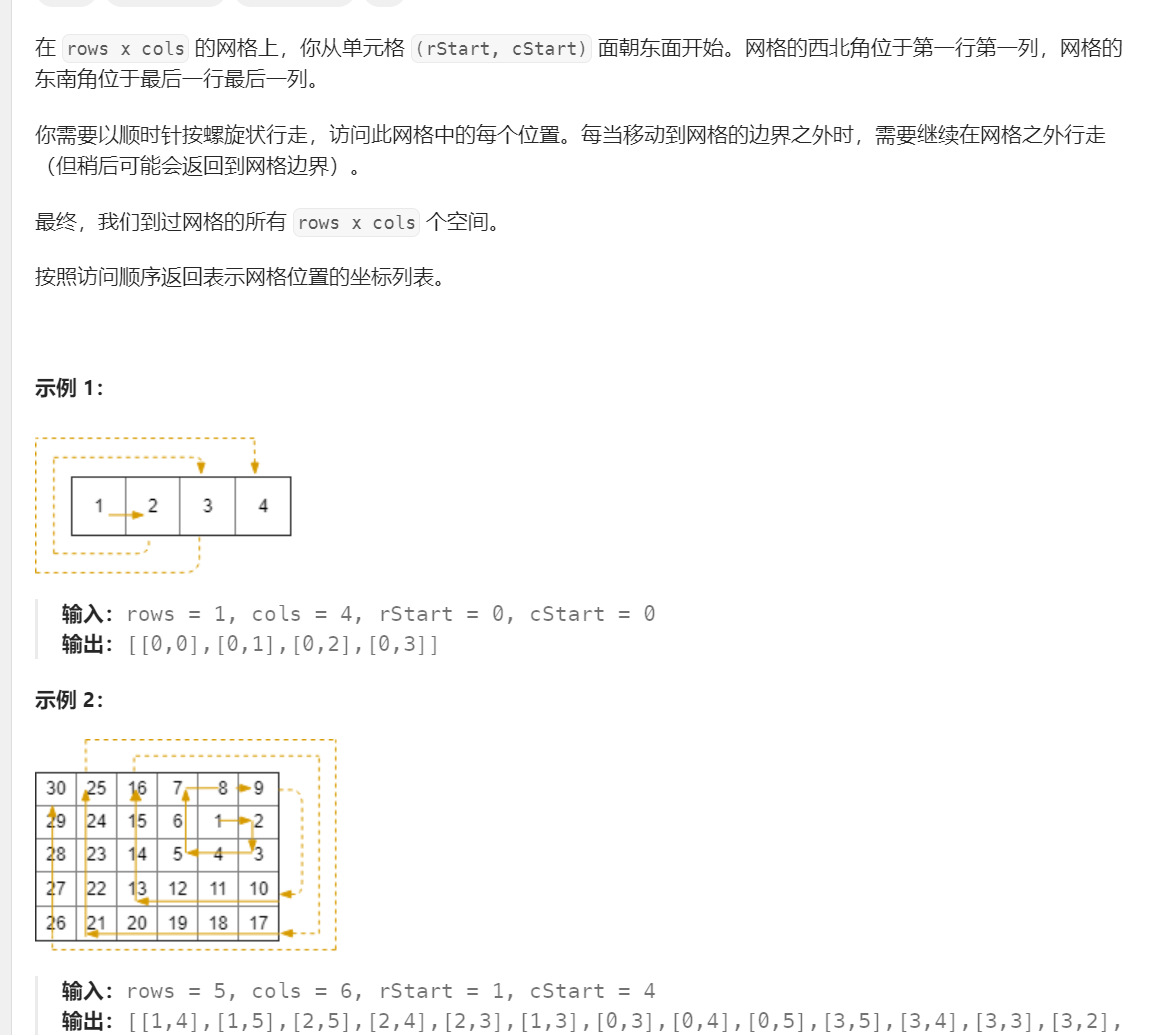 在 rows x cols 的网格上，你从单元格 (rStart, cStart) 面朝东面开始。网格的西北角位于第一行第一列，网格的
东南角位于最后一行最后一列。
你需要以顺时针按螺旋状行走，访问此网格中的每个位置。每当移动到网格的边界之外时，需要继续在网格之外行走
（但稍后可能会返回到网格边界）。
最终，我们到过网格的所有 rows x cols 个空间。
按照访问顺序返回表示网格位置的坐标列表。
示例 1：
1 2 3 4
输入：rows = 1, cols = 4, rStart = 0, cStart = 0
输出：[[0,0],[0,1],[0,2],[0,3]]
示例 2：
30 25 16 7 8 9
29 24 15 6 1 2
28 23 14 5 4 3
27 22 13 12 11 10
26 21 20 19 18 17
输入：rows = 5, cols = 6, rStart = 1, cStart = 4
输出：[[1,4],[1,5],[2,5],[2,4],[2,3],[1,3],[0,3],[0,4],[0,5],[3,5],[3,4],[3,3],[3,2],